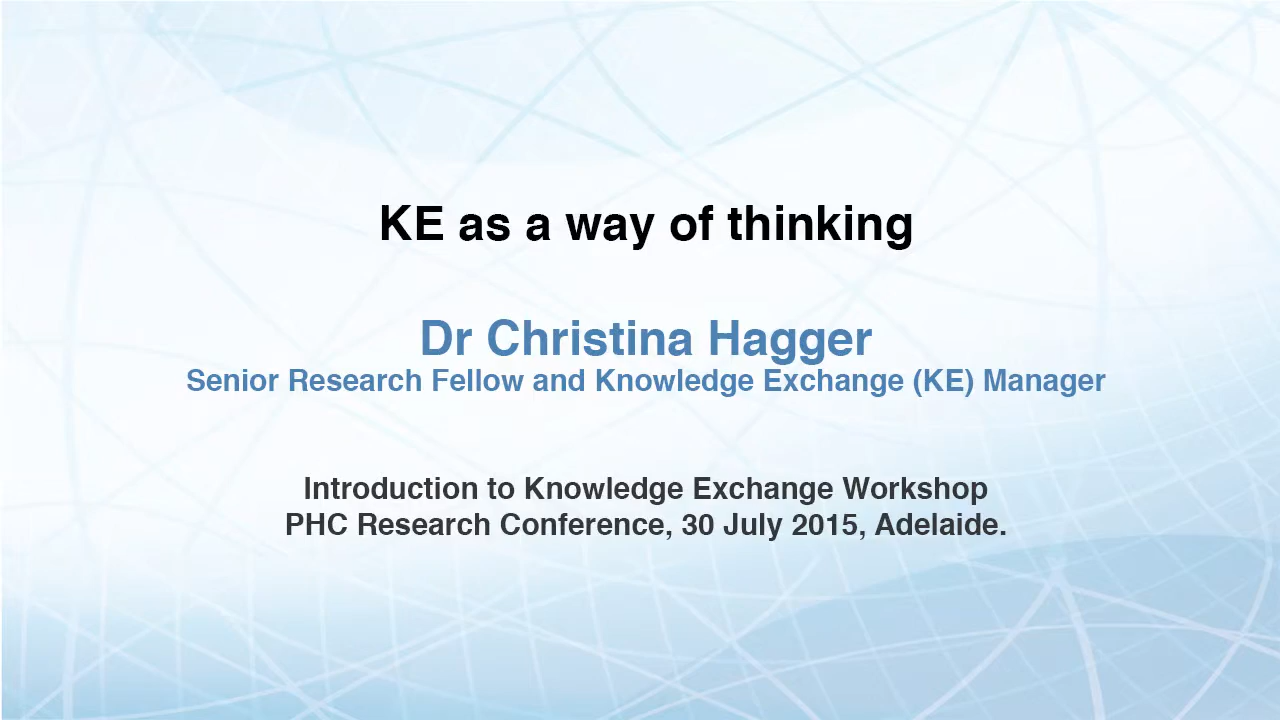 KE as a way of thinking
Dr Christina Hagger
Senior Research Fellow and Knowledge Exchange (KE) Manager
Introduction to Knowledge Exchange Workshop
PHC Research Conference, 30 July 2015, Adelaide.